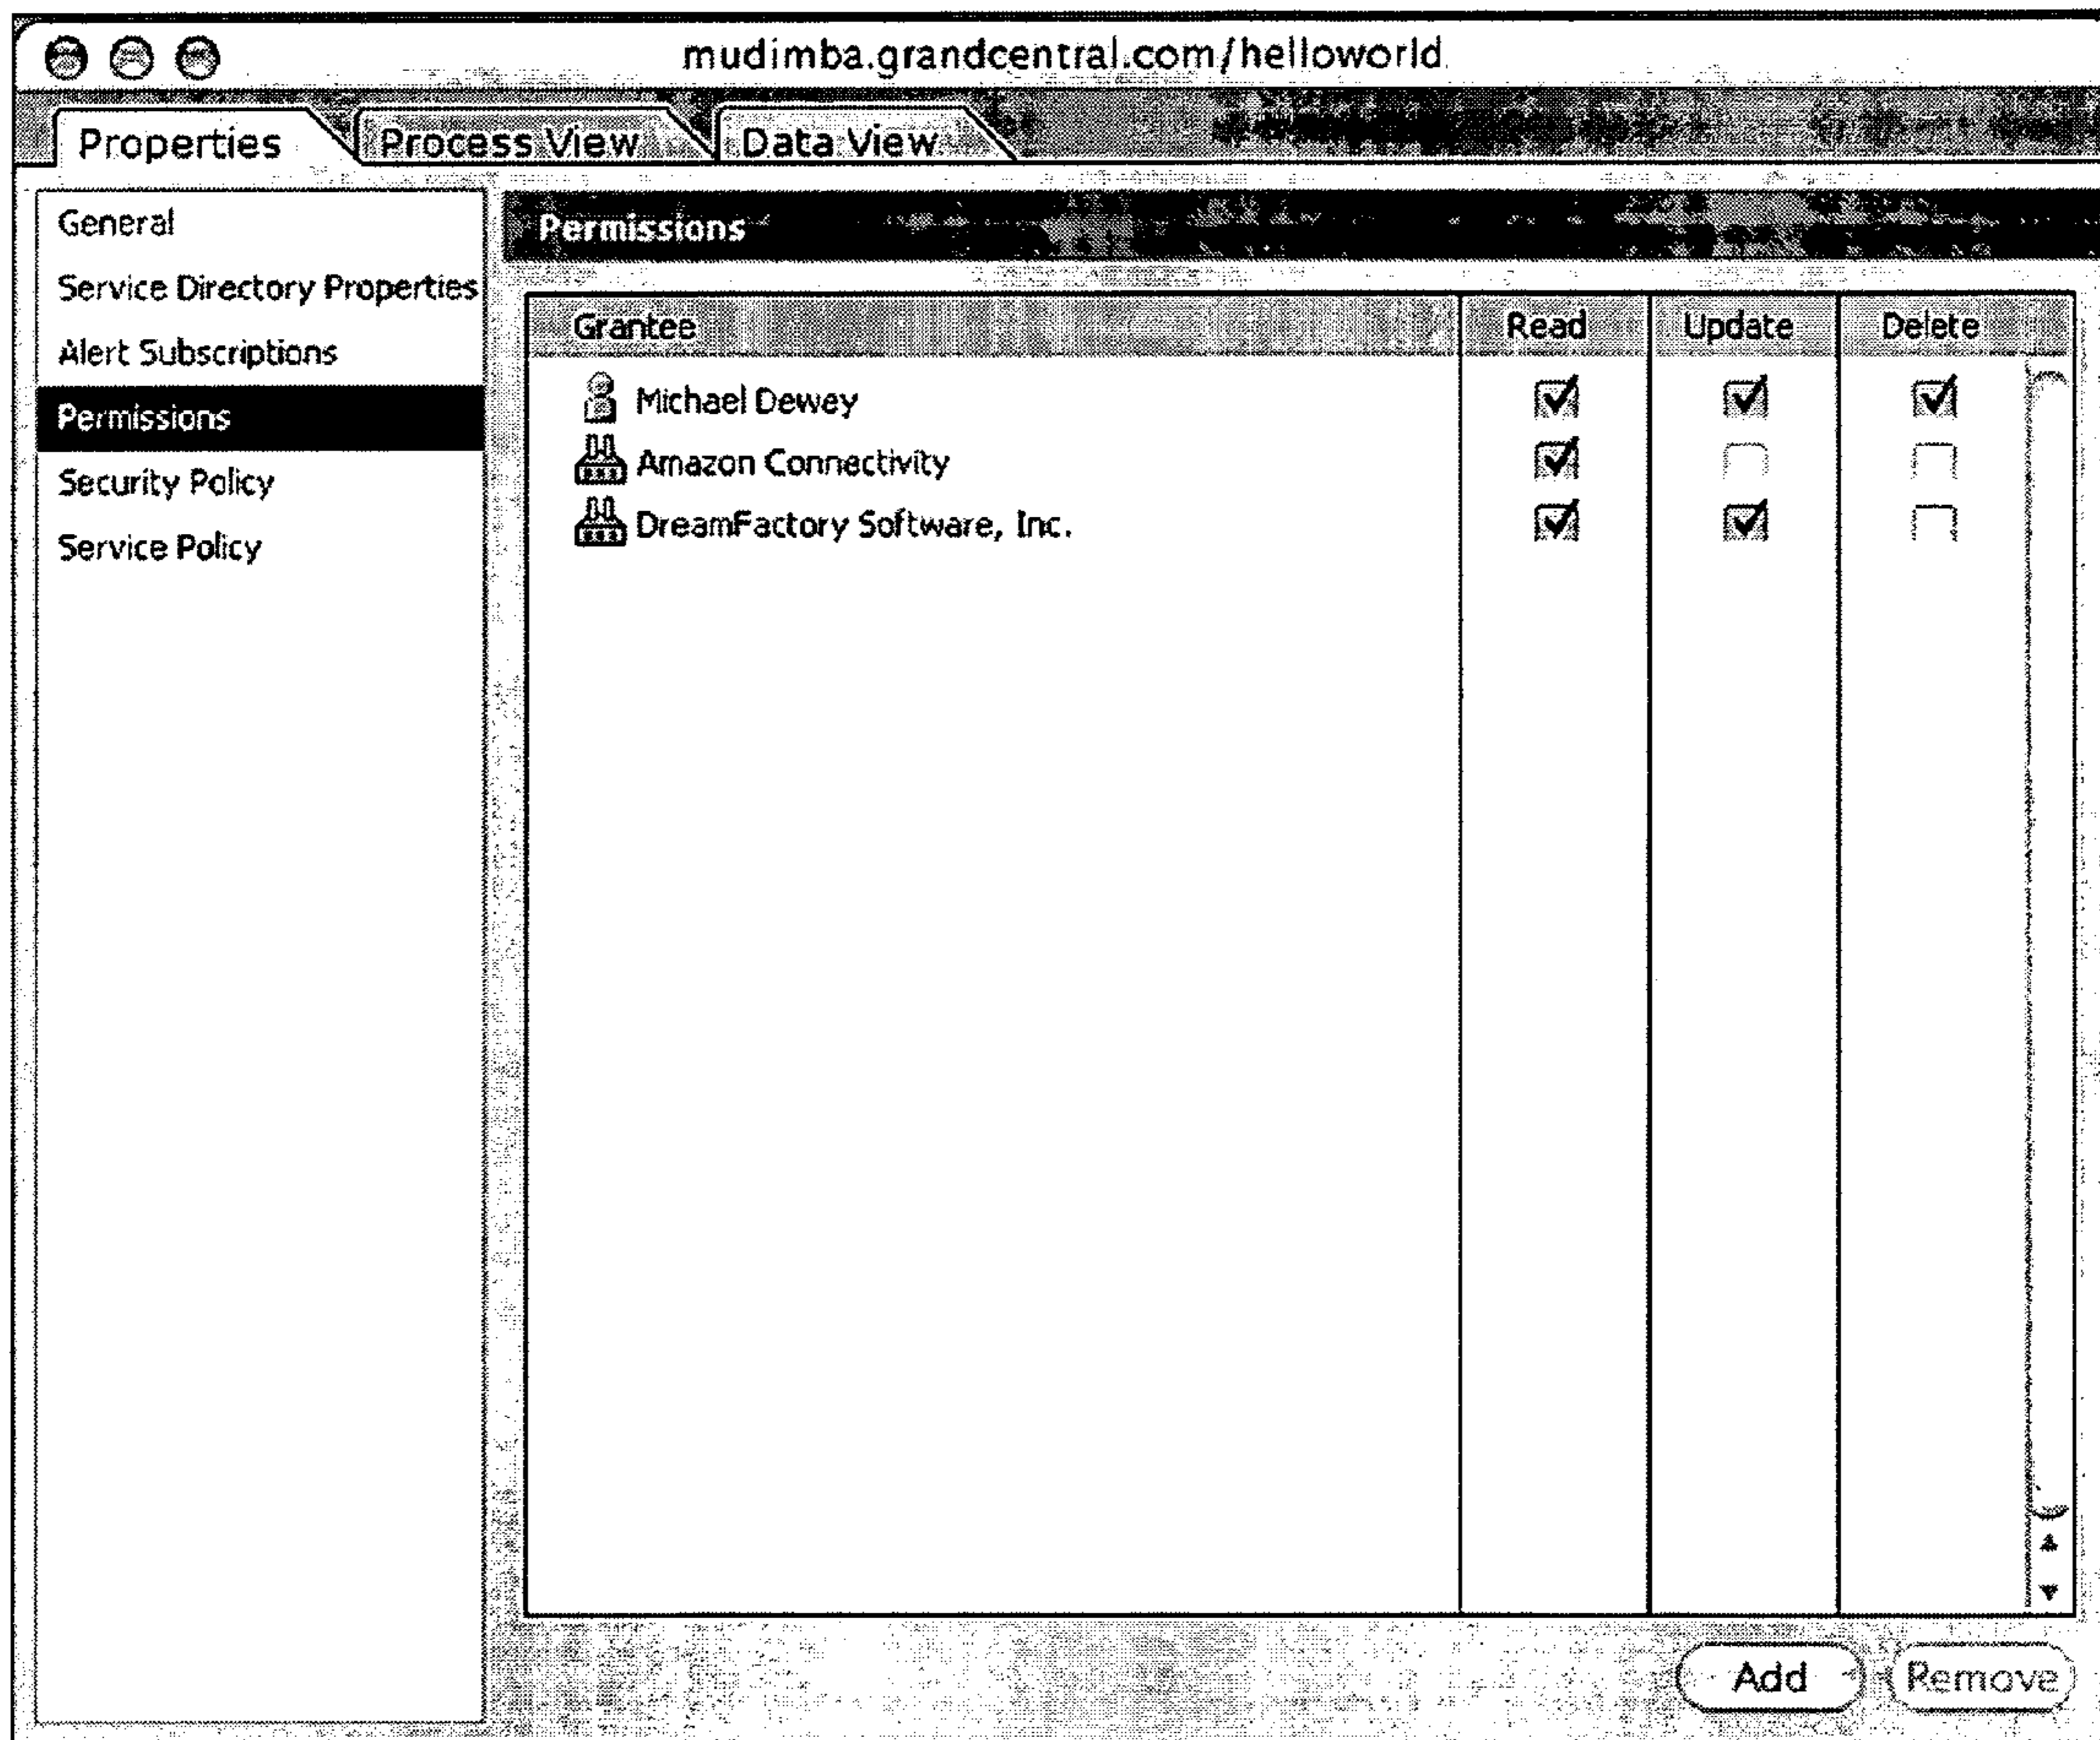 mudimba.grandcentral.com/helloworld
Properties Process View Data View
General
Service Directory Properties
Alert Subscriptions
Permissions
Security Policy
Service Policy
Permissions
Grantee Read Update Delete
Michael Dewey
Amazon Connectivity
DreamFactory Software, Inc.
Add Remove